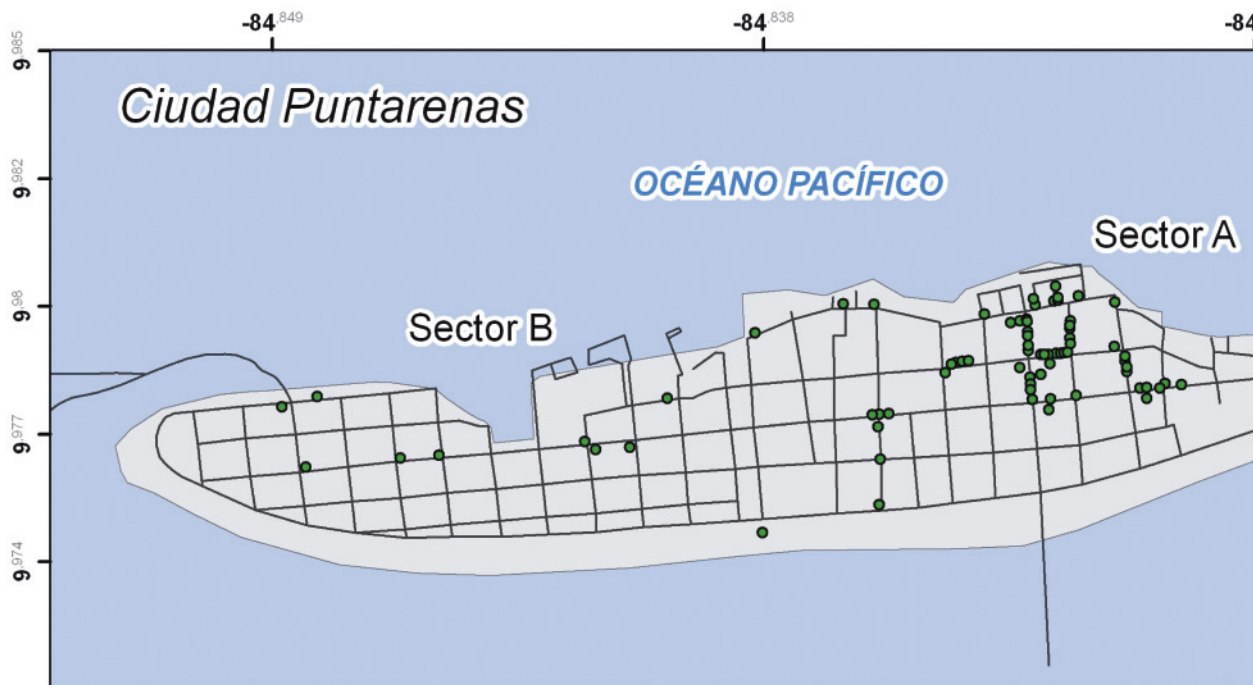 -84.849
-84.838
-84
9.985
Ciudad Puntarenas
9.982
OCÉANO PACÍFICO
Sector A
9.98
Sector B
9.977
9.974